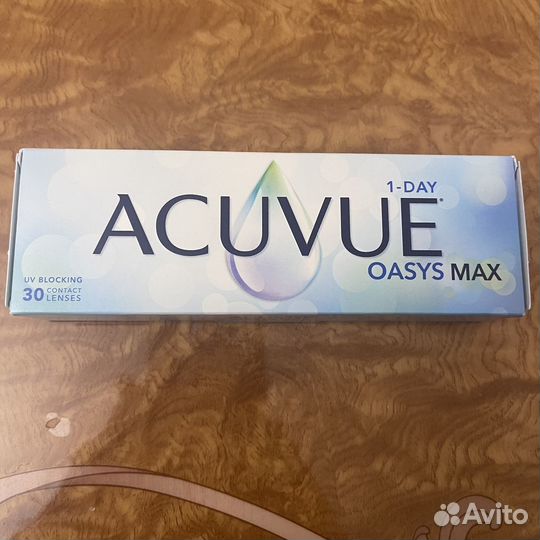 1-DAY
ACUVUE®
OASYS MAX
UV BLOCKING
30 CONTACT LENSES
Avito